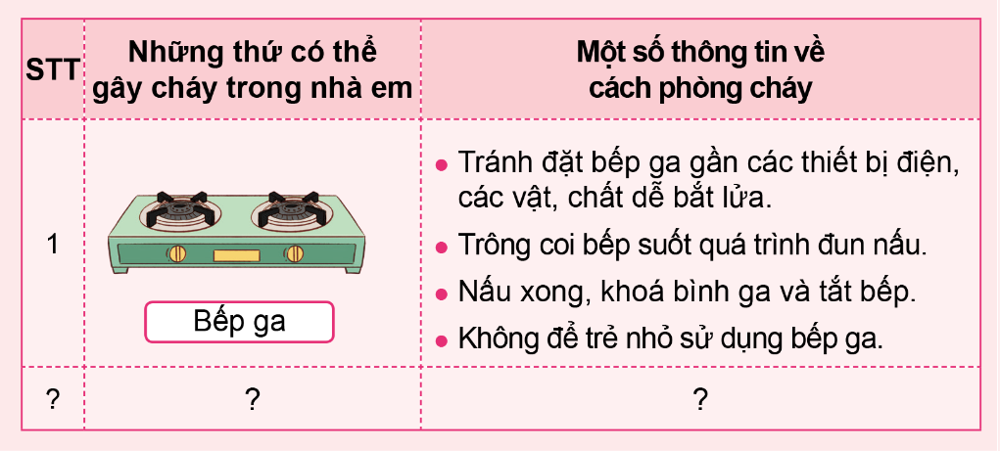 STT
Những thứ có thể
gây cháy trong nhà em
Một số thông tin về
cách phòng cháy
1
Bếp ga
• Tránh đặt bếp ga gần các thiết bị điện,
các vật, chất dễ bắt lửa.
• Trông coi bếp suốt quá trình đun nấu.
• Nấu xong, khoá bình ga và tắt bếp.
• Không để trẻ nhỏ sử dụng bếp ga.
?
?
?